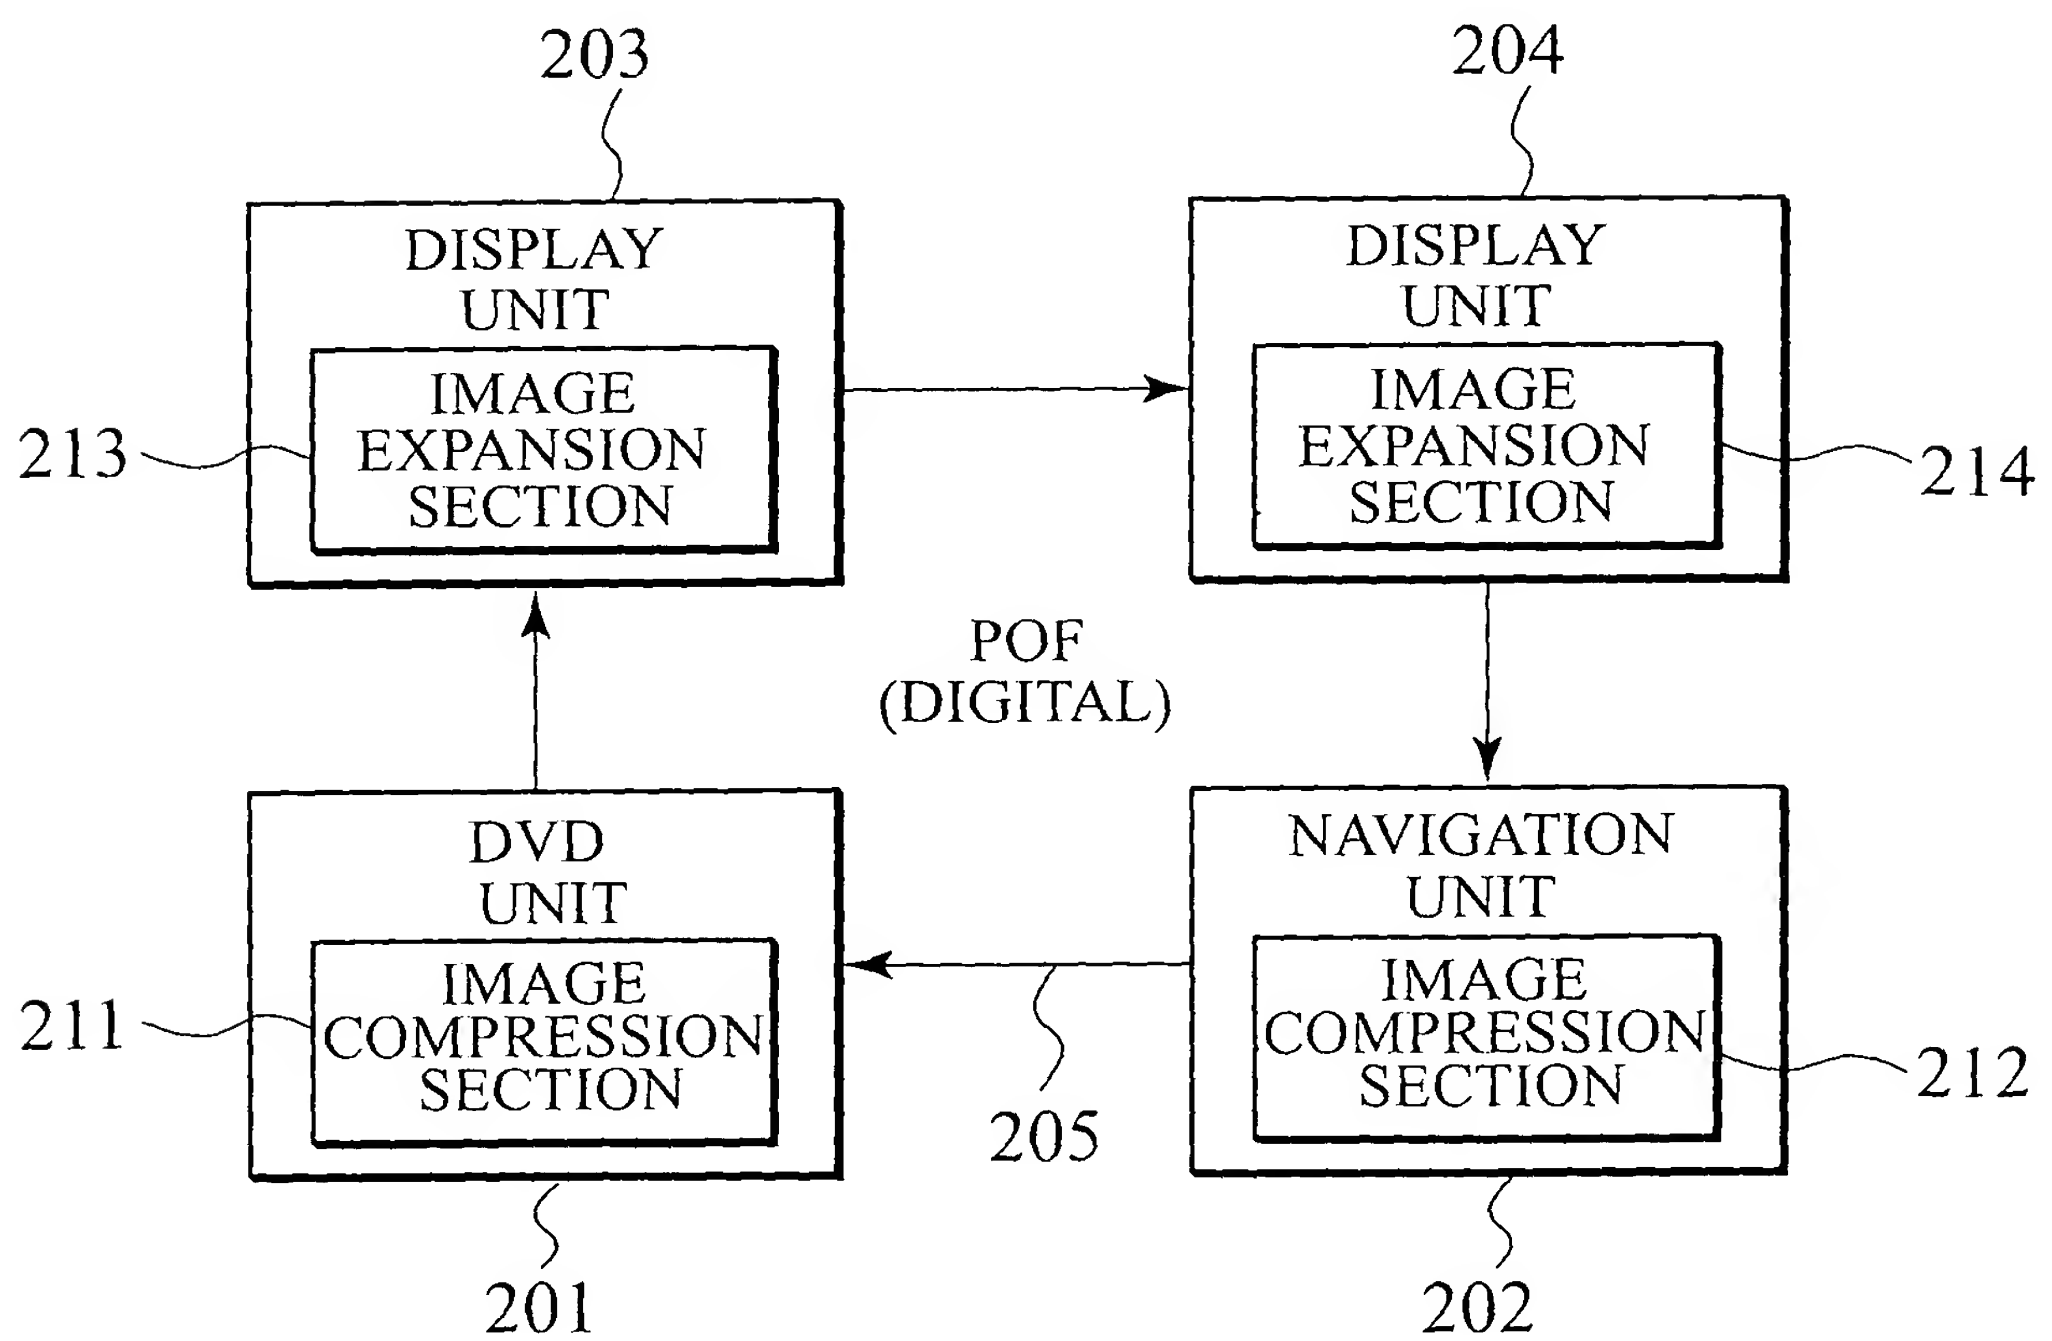 203
204
DISPLAY
UNIT
IMAGE
EXPANSION
SECTION
213
DISPLAY
UNIT
IMAGE
EXPANSION
SECTION
214
POF
(DIGITAL)
DVD
UNIT
IMAGE
COMPRESSION
SECTION
211
NAVIGATION
UNIT
IMAGE
COMPRESSION
SECTION
212
205
201
202